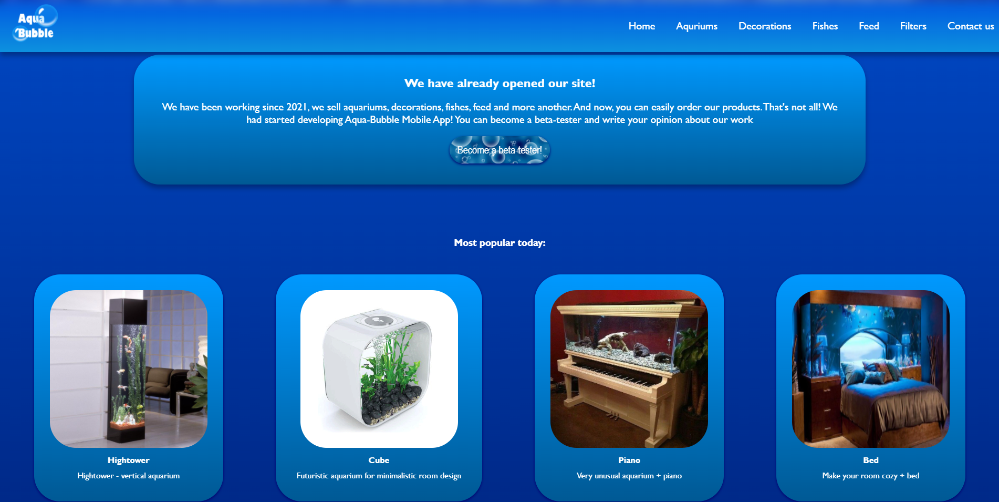 Aqua
Bubble
Home Aquriums Decorations Fishes Feed Filters Contact us
We have already opened our site!
We have been working since 2021, we sell aquariums, decorations, fishes, feed and more another. And now, you can easily order our products. That's not all! We
had started developing Aqua-Bubble Mobile App! You can become a beta-tester and write your opinion about our work
Become a beta-tester!
Most popular today:
Hightower
Hightower - vertical aquarium
Cube
Futuristic aquarium for minimalistic room design
Piano
Very unusual aquarium + piano
Bed
Make your room cozy + bed